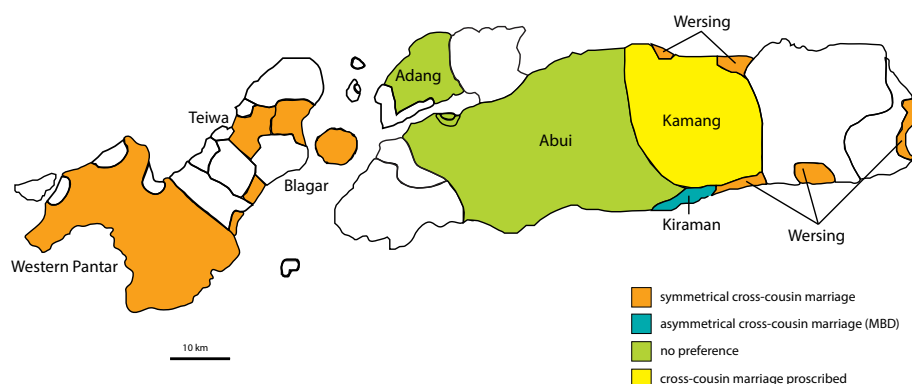 Wersing
Adang
Teiwa
Kamang
Abui
Blagar
Kiraman
Wersing
Western Pantar
symmetrical cross-cousin marriage
asymmetrical cross-cousin marriage (MBD)
no preference
cross-cousin marriage proscribed
10 km